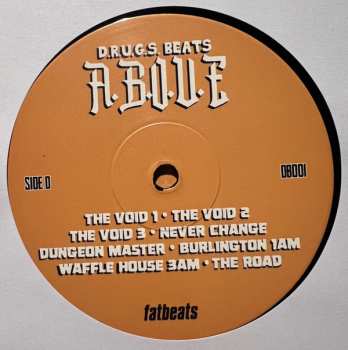 D.R.U.G.S. BEATS
A.B.O.V.E
SIDE D
DB001
THE VOID 1 • THE VOID 2
THE VOID 3 • NEVER CHANGE
DUNGEON MASTER • BURLINGTON 1AM
WAFFLE HOUSE 3AM • THE ROAD
fatbeats